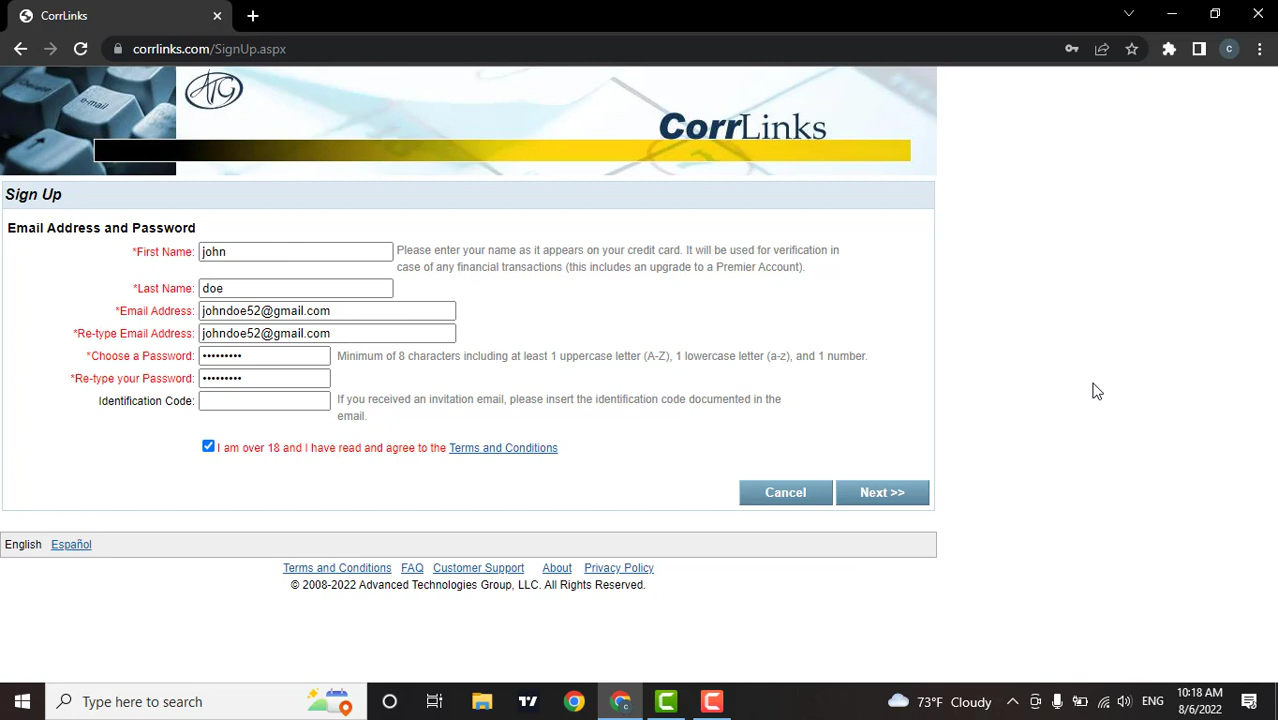 CorrLinks
corrlinks.com/SignUp.aspx
c
e-mail
ATG
CorrLinks
Sign Up
Email Address and Password
*First Name: john Please enter your name as it appears on your credit card. It will be used for verification in
case of any financial transactions (this includes an upgrade to a Premier Account).
*Last Name: doe
*Email Address: johndoe52@gmail.com
*Re-type Email Address: johndoe52@gmail.com
*Choose a Password: ••••••••• Minimum of 8 characters including at least 1 uppercase letter (A-Z), 1 lowercase letter (a-z), and 1 number.
*Re-type your Password: •••••••••
Identification Code: If you received an invitation email, please insert the identification code documented in the
email.
I am over 18 and I have read and agree to the Terms and Conditions
Cancel Next >>
English Español
Terms and Conditions FAQ Customer Support About Privacy Policy
© 2008-2022 Advanced Technologies Group, LLC. All Rights Reserved.
Type here to search
73°F Cloudy ENG 10:18 AM
8/6/2022